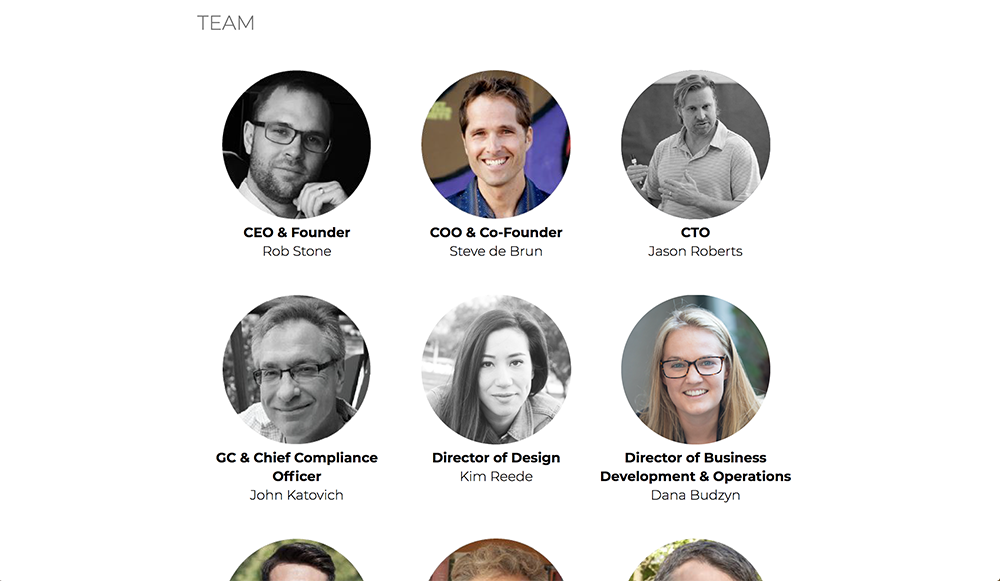 TEAM
CEO & Founder
Rob Stone
COO & Co-Founder
Steve de Brun
CTO
Jason Roberts
GC & Chief Compliance
Officer
John Katovich
Director of Design
Kim Reede
Director of Business
Development & Operations
Dana Budzyn